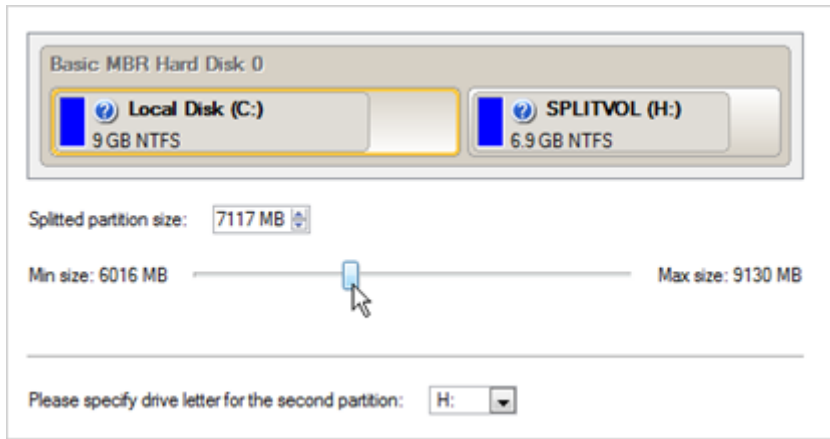 Basic MBR Hard Disk 0
Local Disk (C:)
9 GB NTFS
SPLITVOL (H:)
6.9 GB NTFS
Splitted partition size: 7117 MB
Min size: 6016 MB Max size: 9130 MB
Please specify drive letter for the second partition: H: